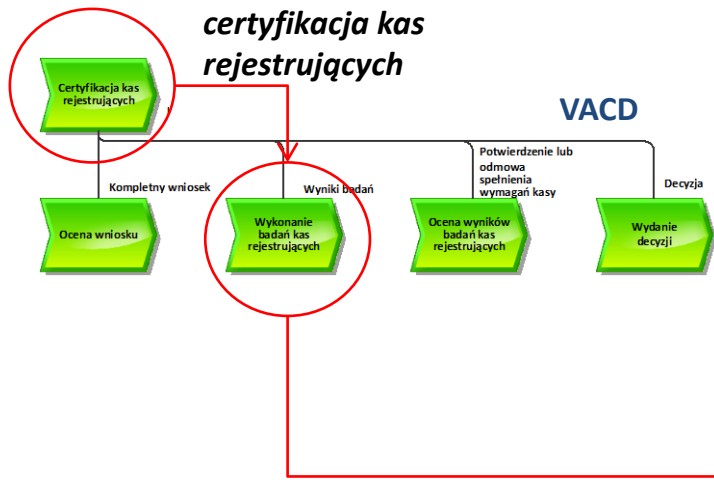 certyfikacja kas
rejestrujących
Certyfikacja kas
rejestrujących
VACD
Kompletny wniosek
Wyniki badań
Potwierdzenie lub
odmowa
spełnienia
wymagań kasy
Decyzja
Ocena wniosku
Wykonanie
badań kas
rejestrujących
Ocena wyników
badań kas
rejestrujących
Wydanie
decyzji